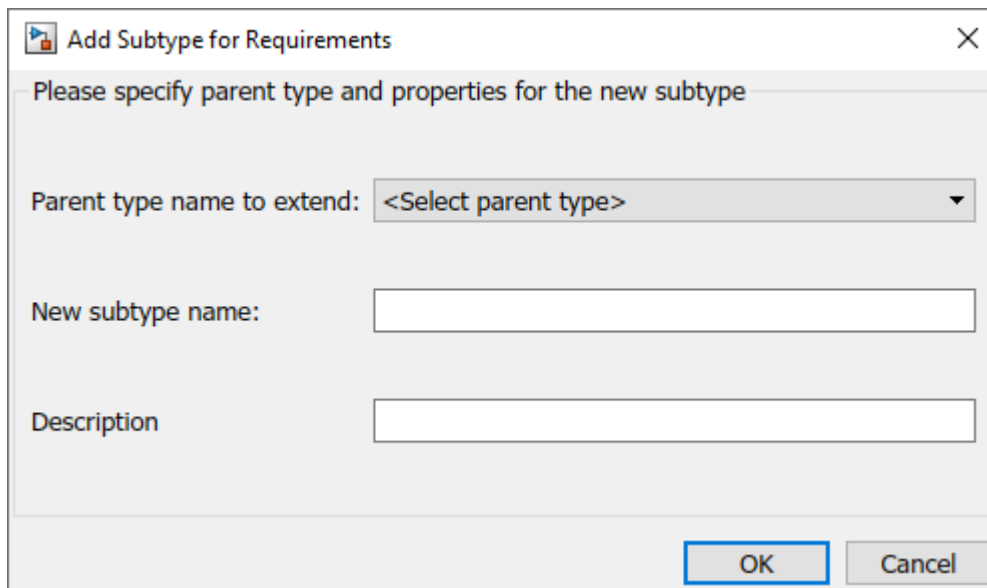 Add Subtype for Requirements
Please specify parent type and properties for the new subtype
Parent type name to extend: <Select parent type>
New subtype name:
Description
OK Cancel